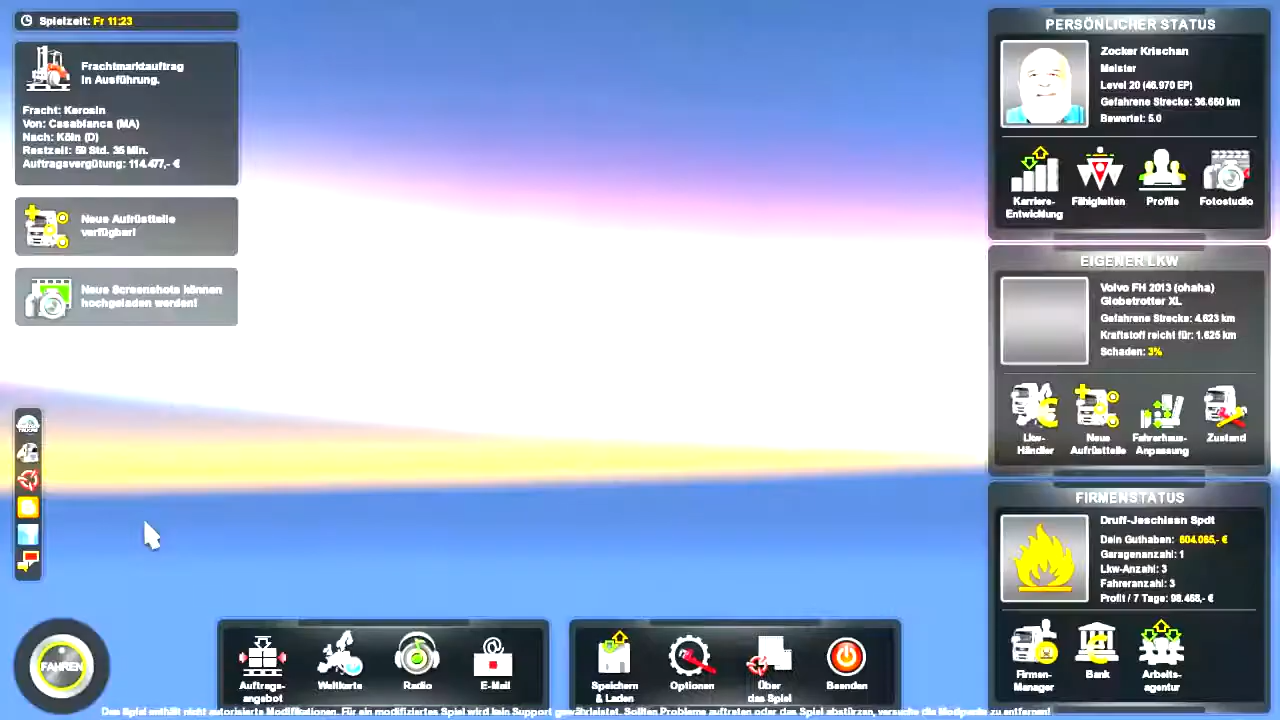 Spielzeit: Fr 11:23
Frachtmarktauftrag
in Ausführung.
Fracht: Kerosin
Von: Casablanca (MA)
Nach: Köln (D)
Restzeit: 59 Std. 35 Min.
Auftragsvergütung: 114.477,- €
Neue Aufrüstteile
verfügbar!
Neue Screenshots können
hochgeladen werden!
FAHREN
Auftrags-
angebot
Weltkarte
Radio
E-Mail
Speichern
& Laden
Optionen
Über
das Spiel
Beenden
PERSÖNLICHER STATUS
Zocker Krischan
Meister
Level 20 (46.970 EP)
Gefahrene Strecke: 36.660 km
Bewertet: 5.0
Karriere-
Entwicklung
Fähigkeiten
Profile
Fotostudio
EIGENER LKW
Volvo FH 2013 (ohaha)
Globetrotter XL
Gefahrene Strecke: 4.623 km
Kraftstoff reicht für: 1.625 km
Schaden: 3%
Lkw-
Händler
Neue
Aufrüstteile
Fahrerhaus-
Anpassung
Zustand
FIRMENSTATUS
Druff-Jeschissn Spdt
Dein Guthaben: 604.065,- €
Garagenanzahl: 1
Lkw-Anzahl: 3
Fahreranzahl: 3
Profit / 7 Tage: 98.458,- €
Firmen-
Manager
Bank
Arbeits-
agentur
Das Spiel enthält nicht autorisierte Modifikationen. Für ein modifiziertes Spiel wird kein Support gewährleistet. Sollten Probleme auftreten oder das Spiel abstürzen, versuche die Modpacks zu entfernen!